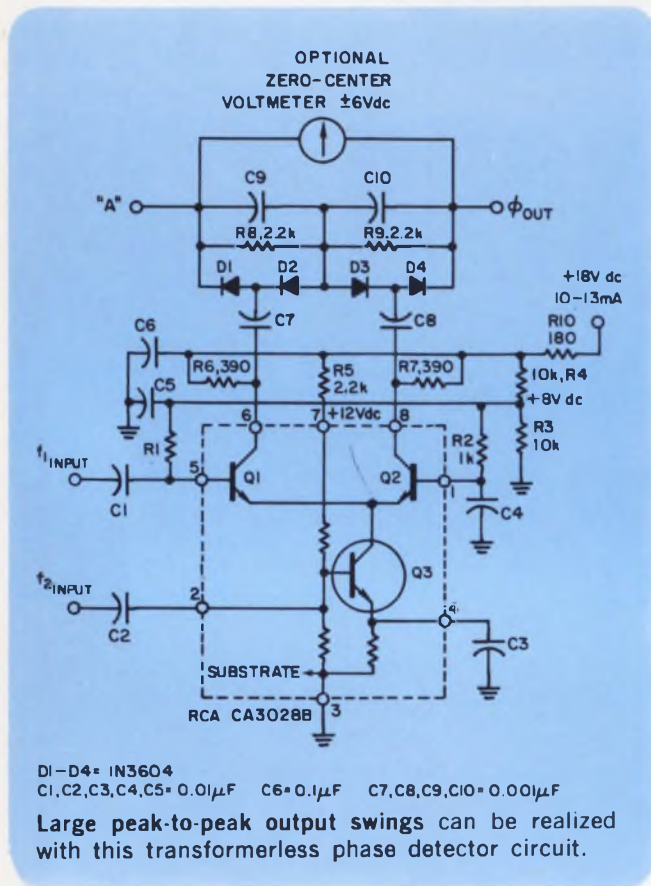 OPTIONAL
ZERO-CENTER
VOLTMETER ±6Vdc
C9
C10
"A"
ΦOUT
R8,2.2k
R9.2.2k
D1
D2
D3
D4
+18V dc
10-13mA
C7
C8
R10
180
C6
R6,390
R5
2.2k
R7,390
10k,R4
C5
+8V dc
6
7
+12Vdc
8
R1
R2
1k
R3
10k
f1 INPUT
C1
5
Q1
Q2
1
C4
Q3
f2 INPUT
C2
2
4
C3
SUBSTRATE
3
RCA CA3028B
D1-D4= 1N3604
C1,C2,C3,C4,C5= 0.01μF C6=0.1μF C7,C8,C9,C10= 0.001μF
Large peak-to-peak output swings can be realized
with this transformerless phase detector circuit.